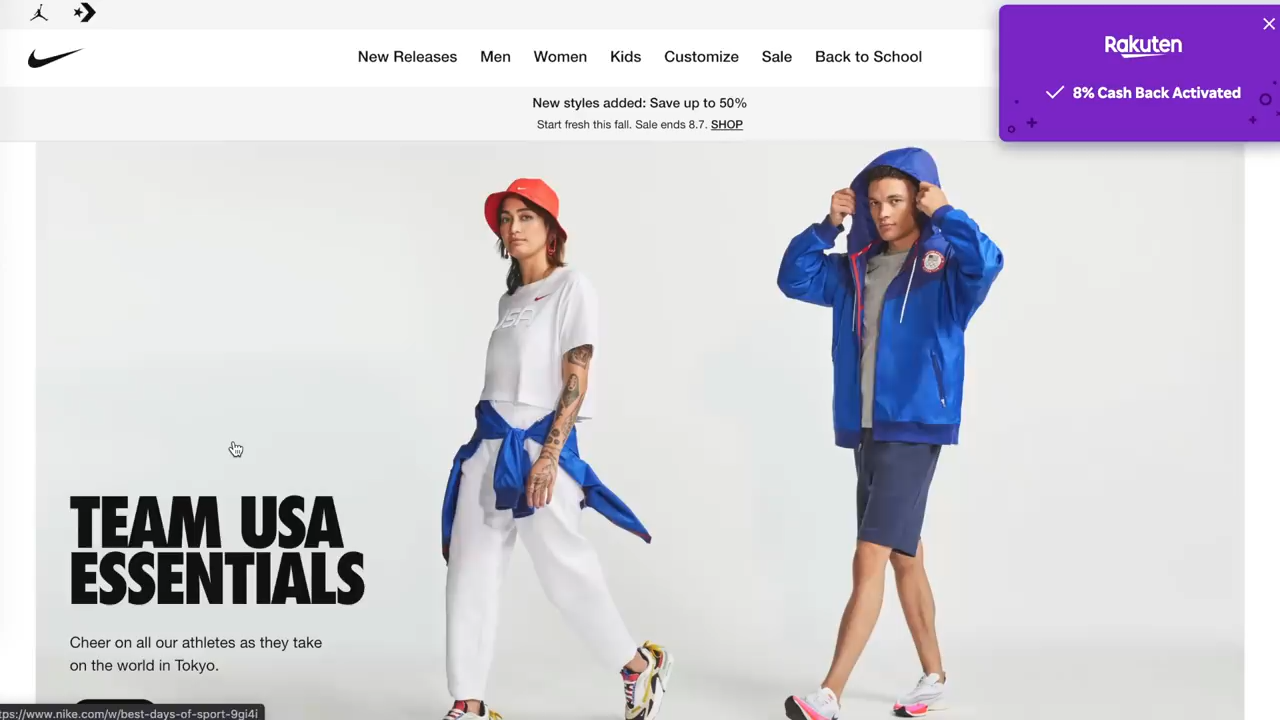 New Releases Men Women Kids Customize Sale Back to School
Rakuten
8% Cash Back Activated
New styles added: Save up to 50%
Start fresh this fall. Sale ends 8.7. SHOP
USA
TEAM USA
ESSENTIALS
Cheer on all our athletes as they take
on the world in Tokyo.
tps://www.nike.com/w/best-days-of-sport-9gi4i